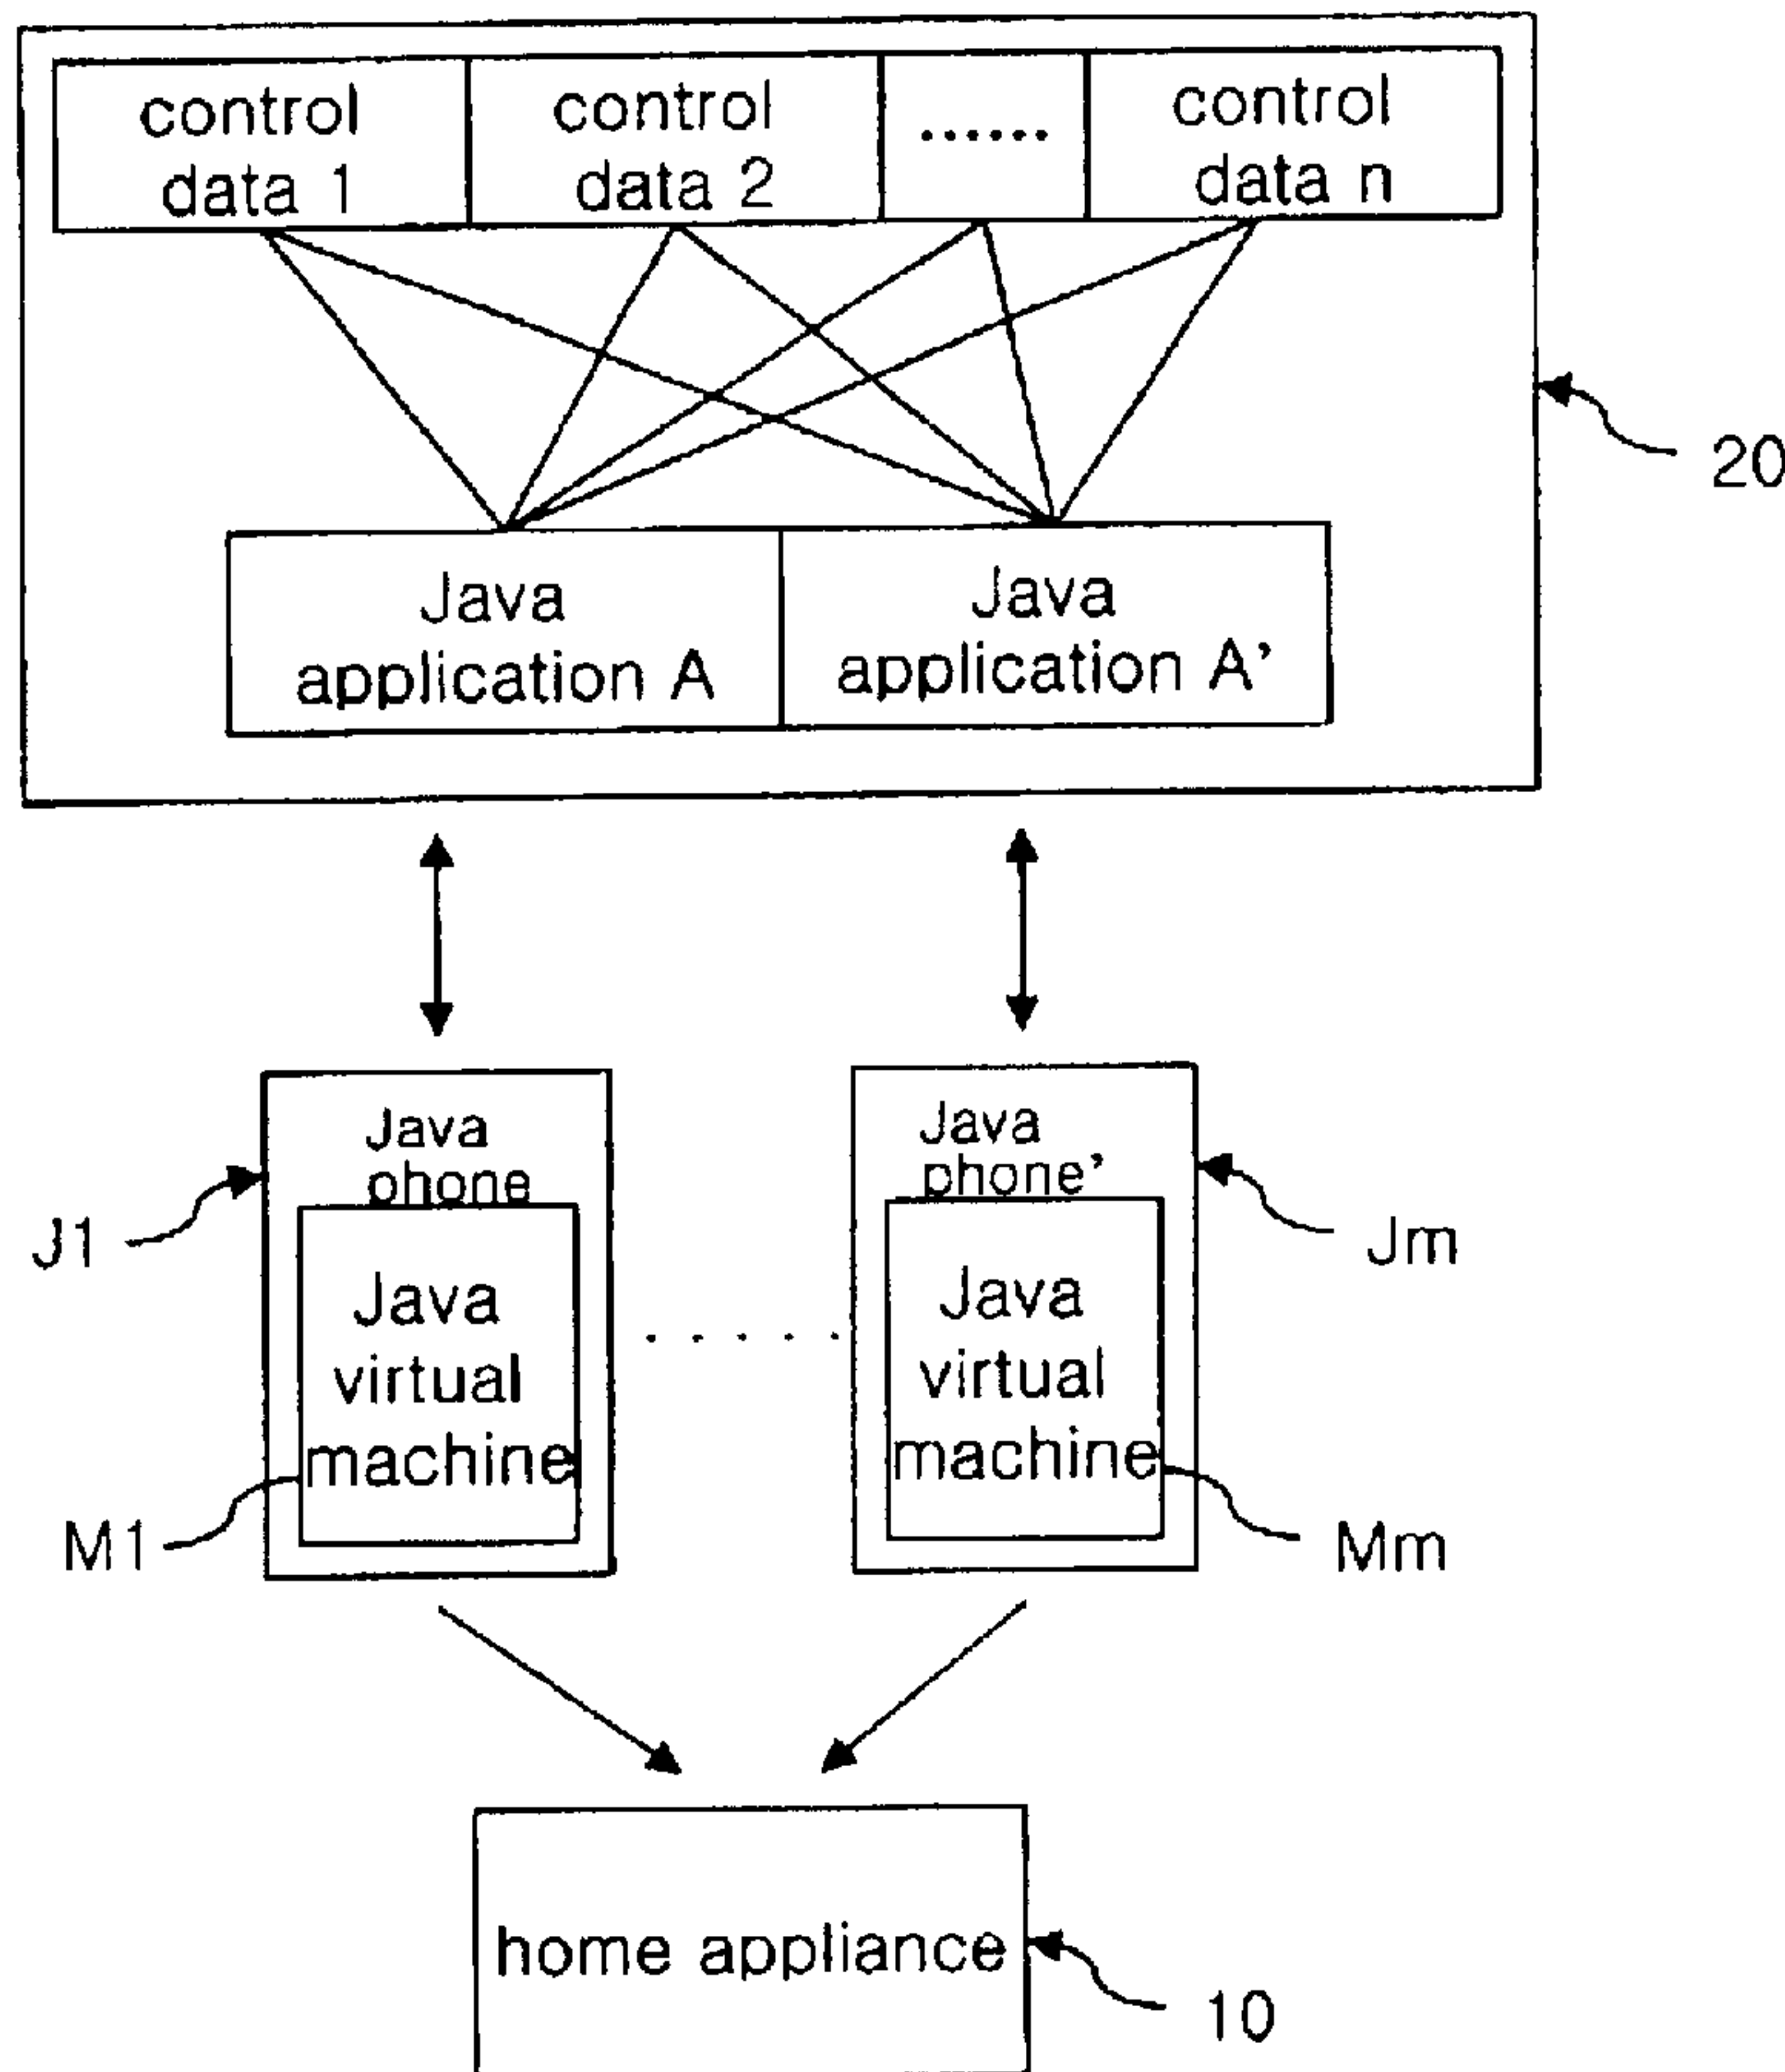 control
data 1
control
data 2
......
control
data n
20
Java
application A
Java
application A'
Java
phone
Java
phone'
J1
Jm
Java
virtual
machine
.....
Java
virtual
machine
M1
Mm
home appliance
10